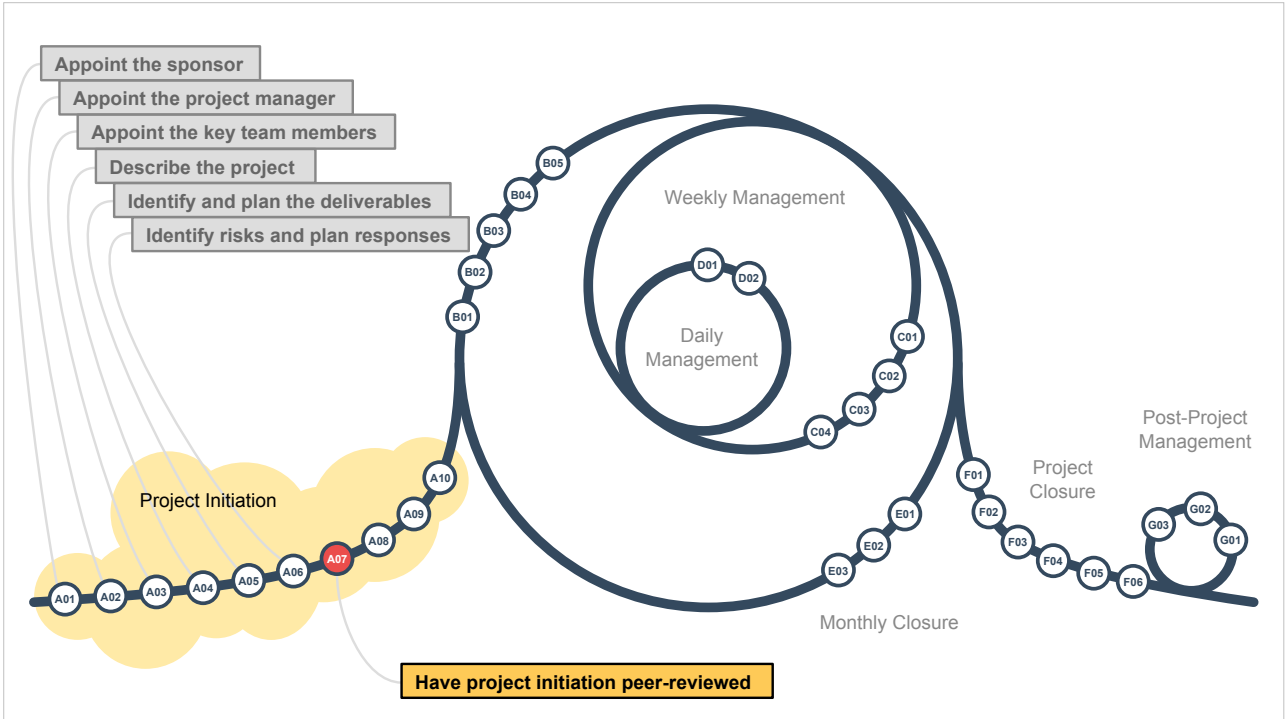 Appoint the sponsor
Appoint the project manager
Appoint the key team members
Describe the project
Identify and plan the deliverables
Identify risks and plan responses
B05
B04
B03
B02
B01
Weekly Management
D01
D02
Daily
Management
C01
C02
C03
C04
Post-Project
Management
Project
Closure
Project Initiation
A01
A02
A03
A04
A05
A06
A07
A08
A09
A10
E01
E02
E03
Monthly Closure
F01
F02
F03
F04
F05
F06
G03
G02
G01
Have project initiation peer-reviewed